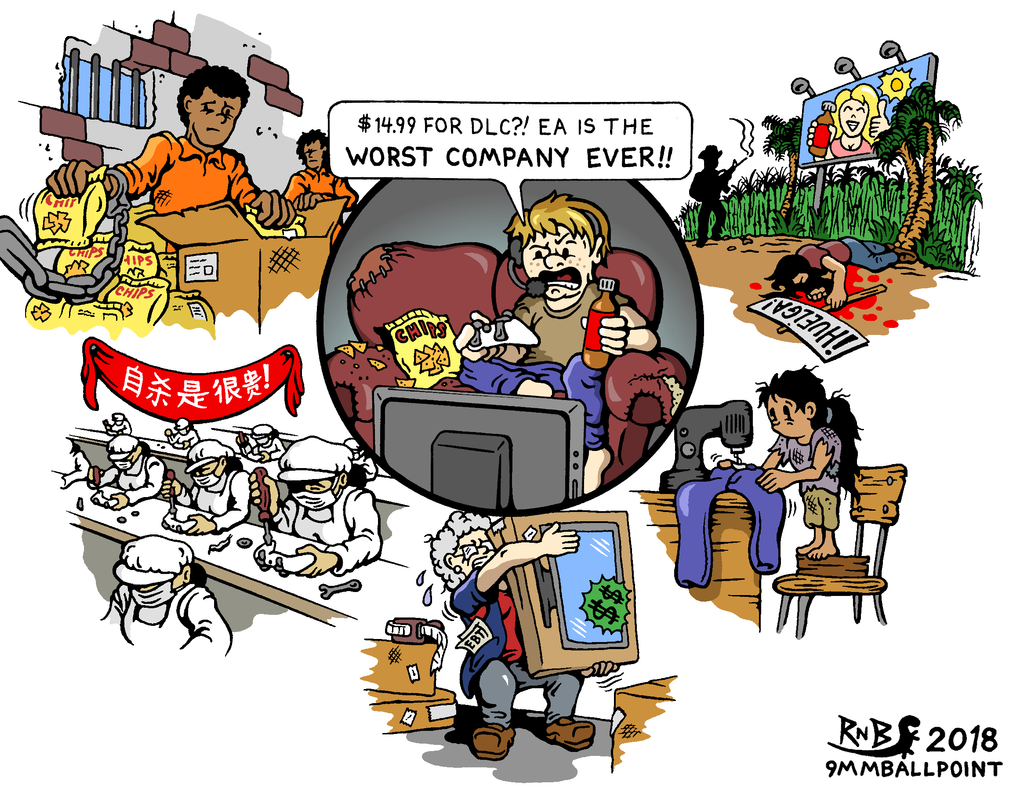 $14.99 FOR DLC?! EA IS THE
WORST COMPANY EVER!!
CHIPS
CHIPS
CHIPS
CHIPS
CHIPS
¡HUELGA!
自杀是很贵!
EBT
$ $
RNB 2018
9MMBALLPOINT